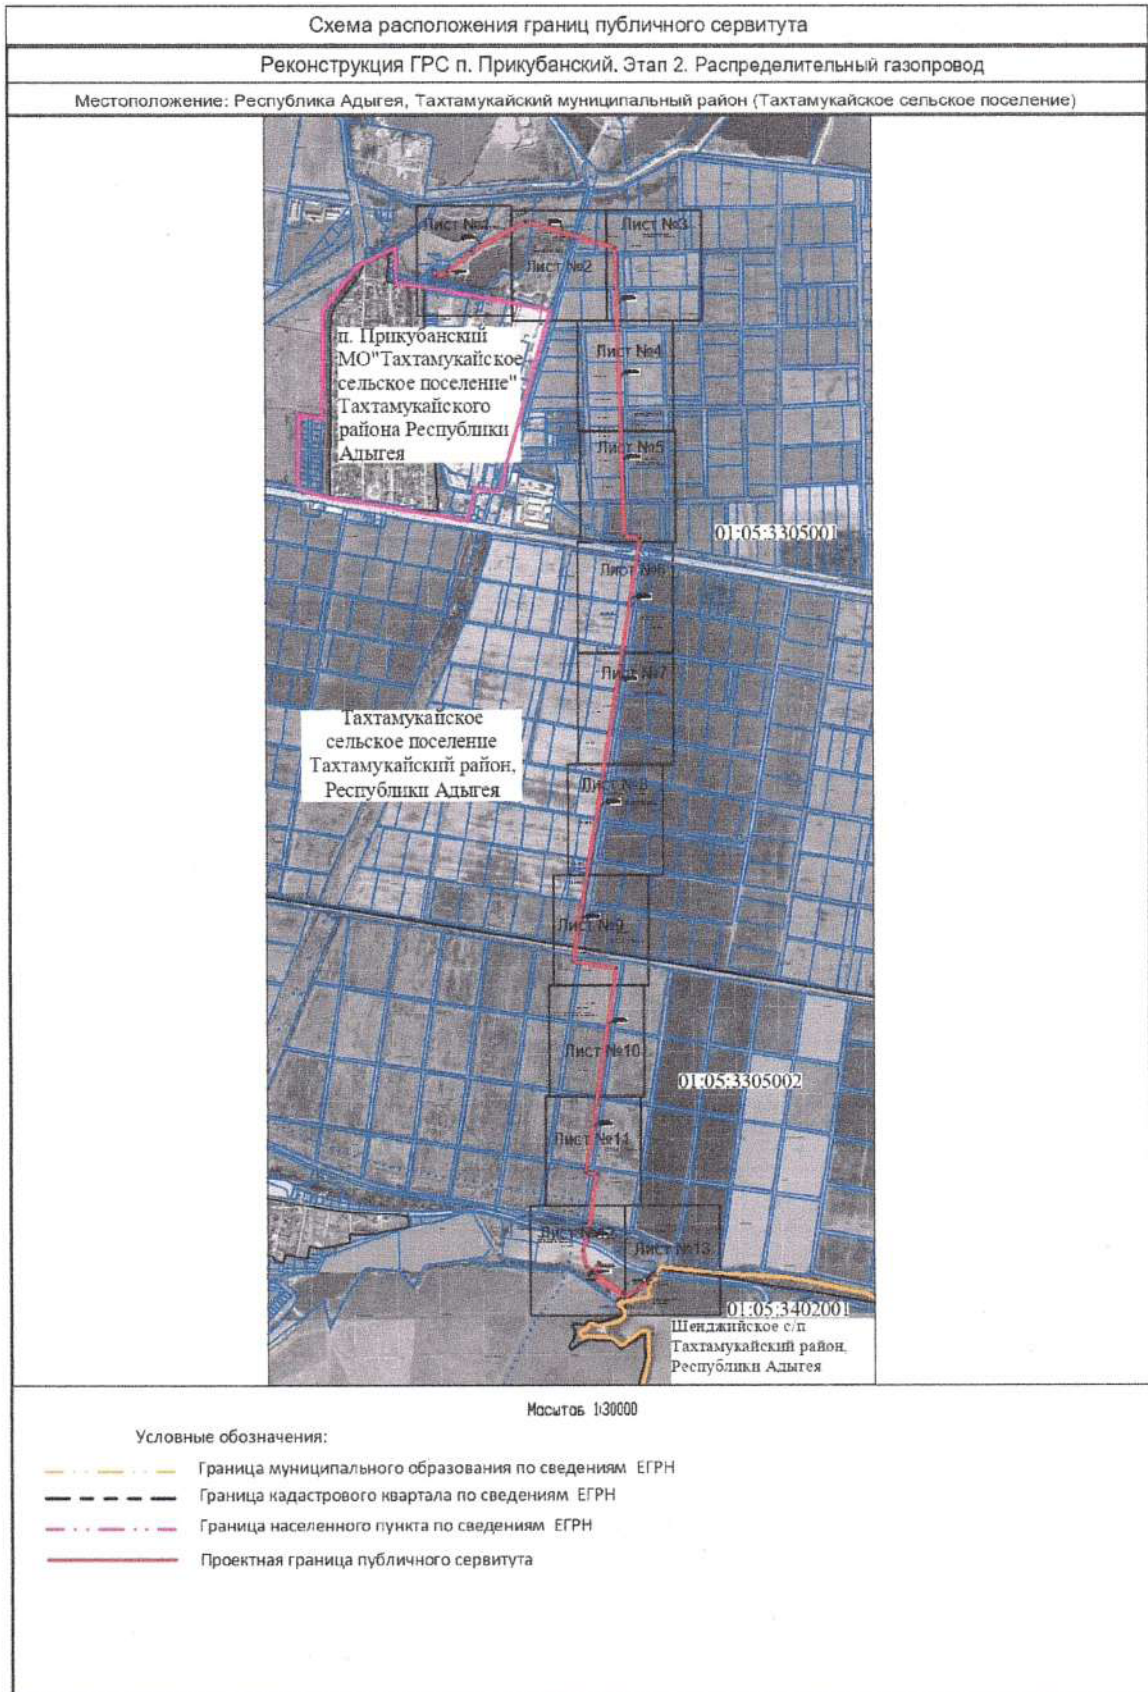 Схема расположения границ публичного сервитута
Реконструкция ГРС п. Прикубанский. Этап 2. Распределительный газопровод
Местоположение: Республика Адыгея, Тахтамукайский муниципальный район (Тахтамукайское сельское поселение)
Лист №1
Лист №2
Лист №3
п. Прикубанский
МО"Тахтамукайское
сельское поселение"
Тахтамукайского
района Республики
Адыгея
Лист №4
Лист №5
01:05:3305001
Лист №6
Лист №7
Тахтамукайское
сельское поселение
Тахтамукайский район,
Республики Адыгея
Лист №8
Лист №9
Лист №10
01:05:3305002
Лист №11
Лист №12
Лист №13
01:05:3402001
Шенджийское с/п
Тахтамукайский район,
Республики Адыгея
Масштаб 1:30000
Условные обозначения:
Граница муниципального образования по сведениям ЕГРН
Граница кадастрового квартала по сведениям ЕГРН
Граница населенного пункта по сведениям ЕГРН
Проектная граница публичного сервитута